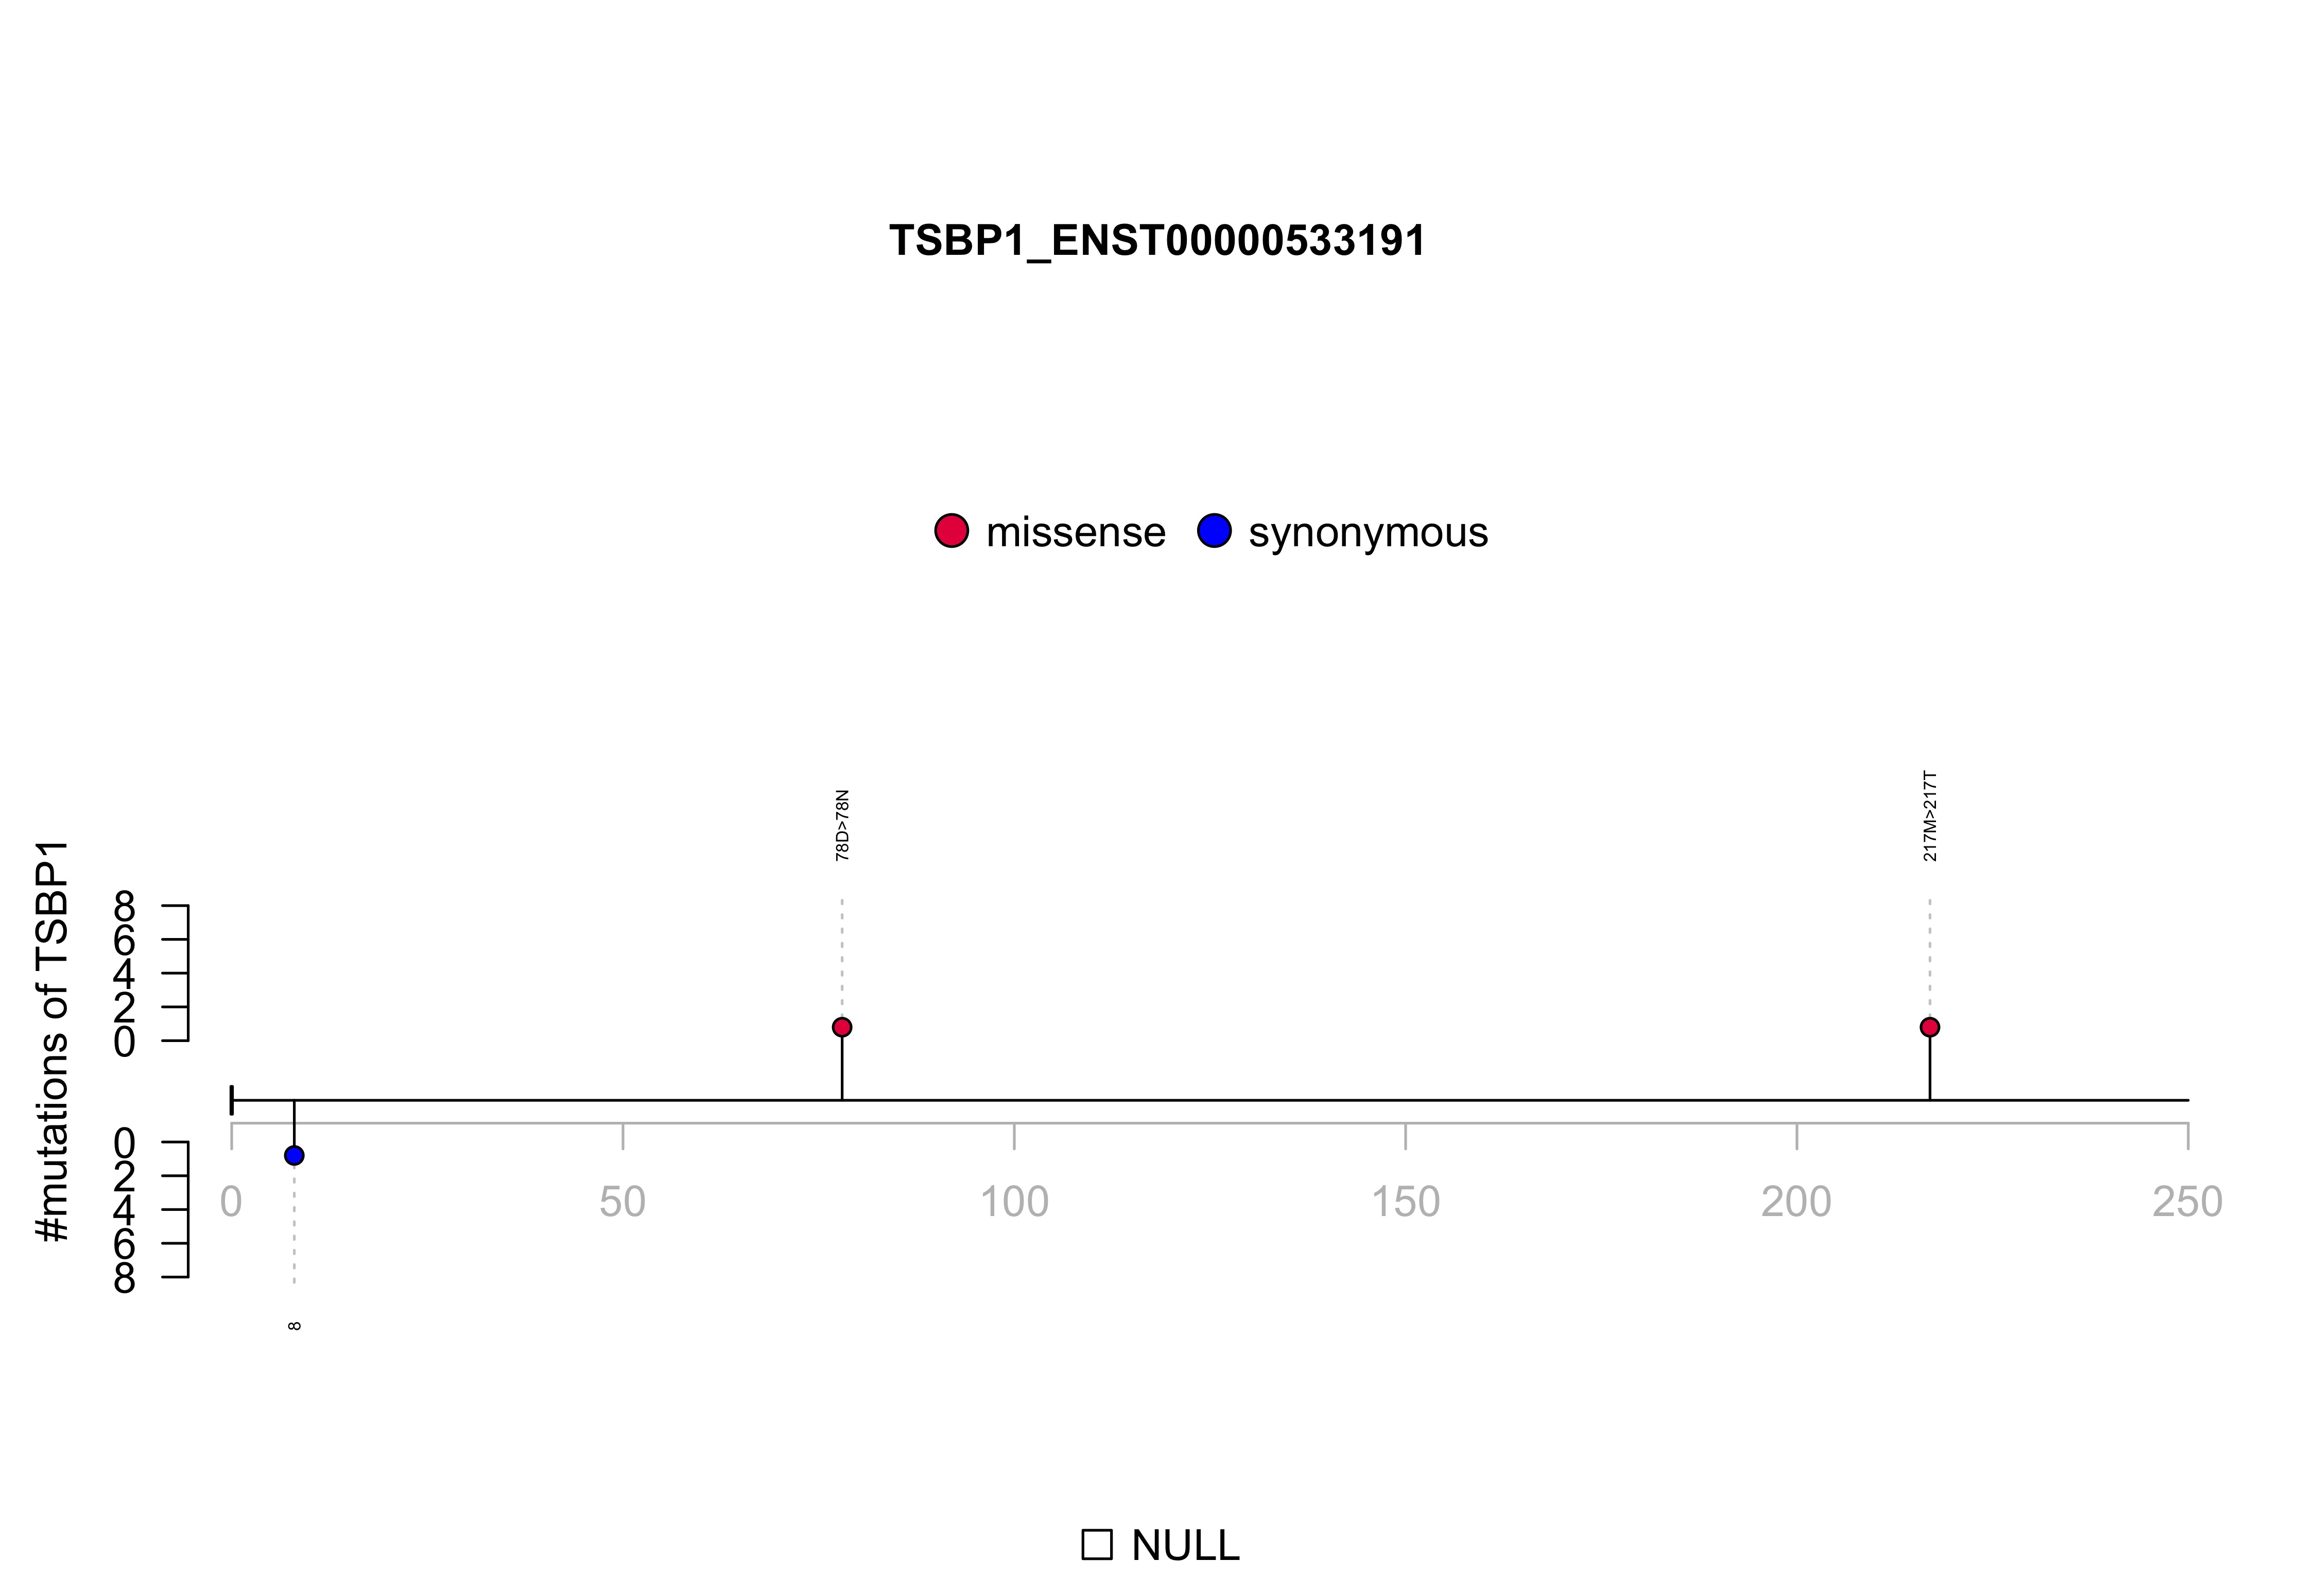 TSBP1_ENST00000533191
missense synonymous
78D>78N
217M>217T
#mutations of TSBP1
8
6
4
2
0
0
2
4
6
8
0 50 100 150 200 250
8
NULL